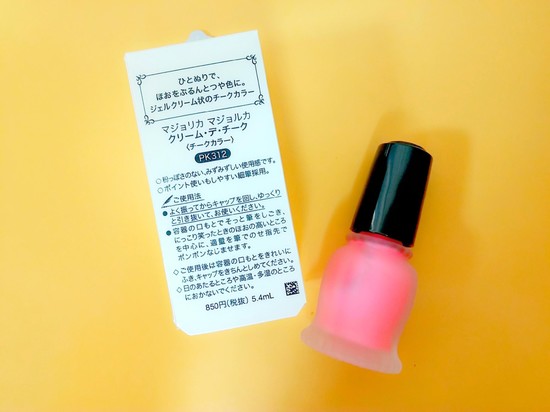 ひとぬりで、
ほおをぷるんとつや色に。
ジェルクリーム状のチークカラー
マジョリカ マジョルカ
クリーム・デ・チーク
〈チークカラー〉
PK312
○粉っぽさのない、みずみずしい使用感です。
○ポイント使いもしやすい細筆採用。
ご使用法
●よく振ってからキャップを回し、ゆっくり
と引き抜いて、お使いください。
●容器の口もとでそっと筆をしごき、
にっこり笑ったときのほおの高いところ
を中心に、適量を筆でのせ指先で
ポンポンなじませます。
◇ご使用後は容器の口もとをきれいに
ふき、キャップをきちんとしめてください。
◇日のあたるところや高温・多湿のところ
におかないでください。
850円(税抜) 5.4mL